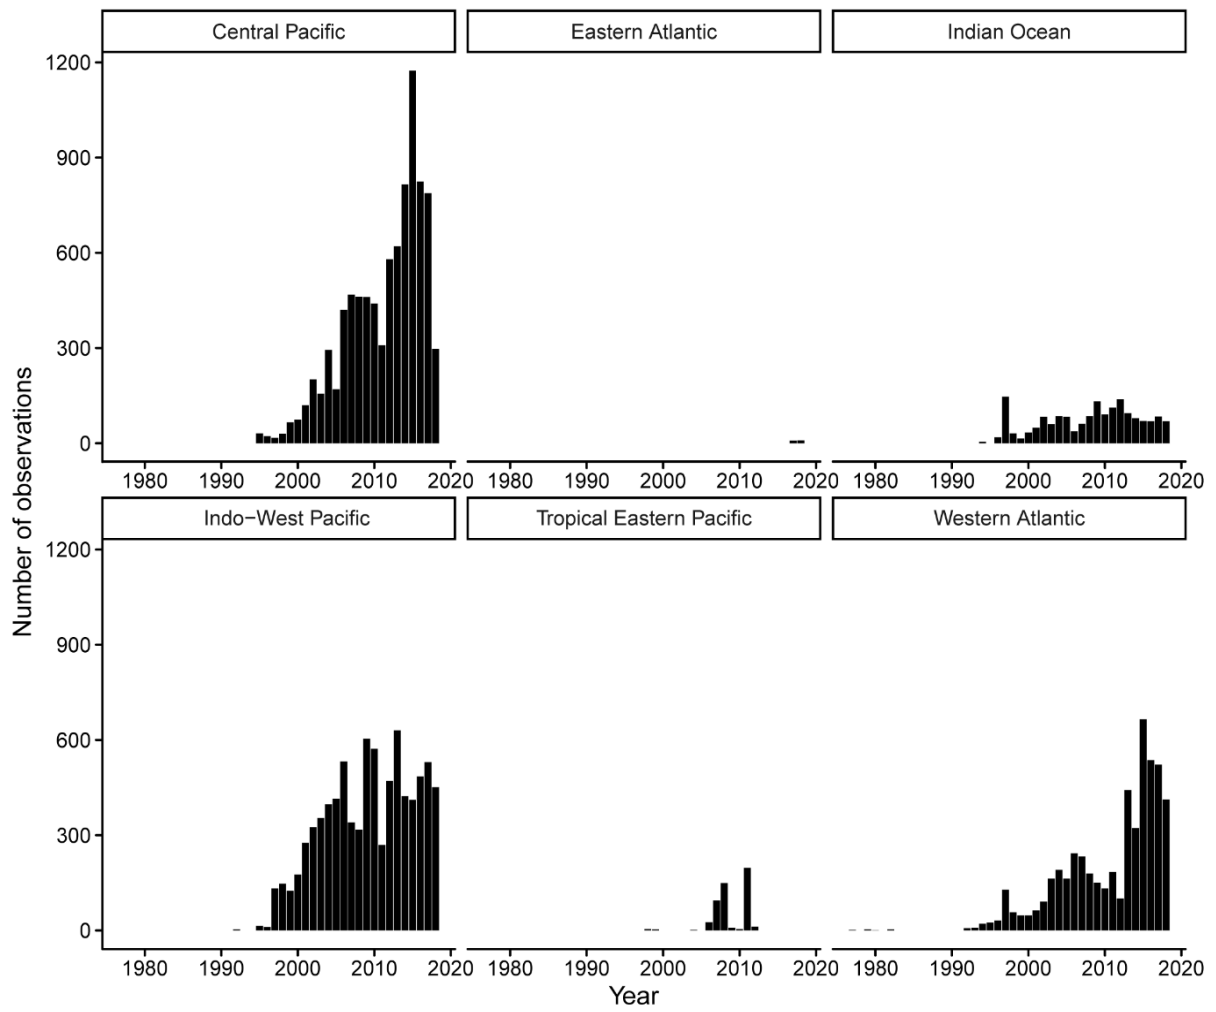 Central Pacific Eastern Atlantic Indian Ocean
1200
900
600
300
0
1980 1990 2000 2010 2020 1980 1990 2000 2010 2020 1980 1990 2000 2010 2020
Indo−West Pacific Tropical Eastern Pacific Western Atlantic
1200
900
600
300
0
1980 1990 2000 2010 2020 1980 1990 2000 2010 2020 1980 1990 2000 2010 2020
Number of observations
Year